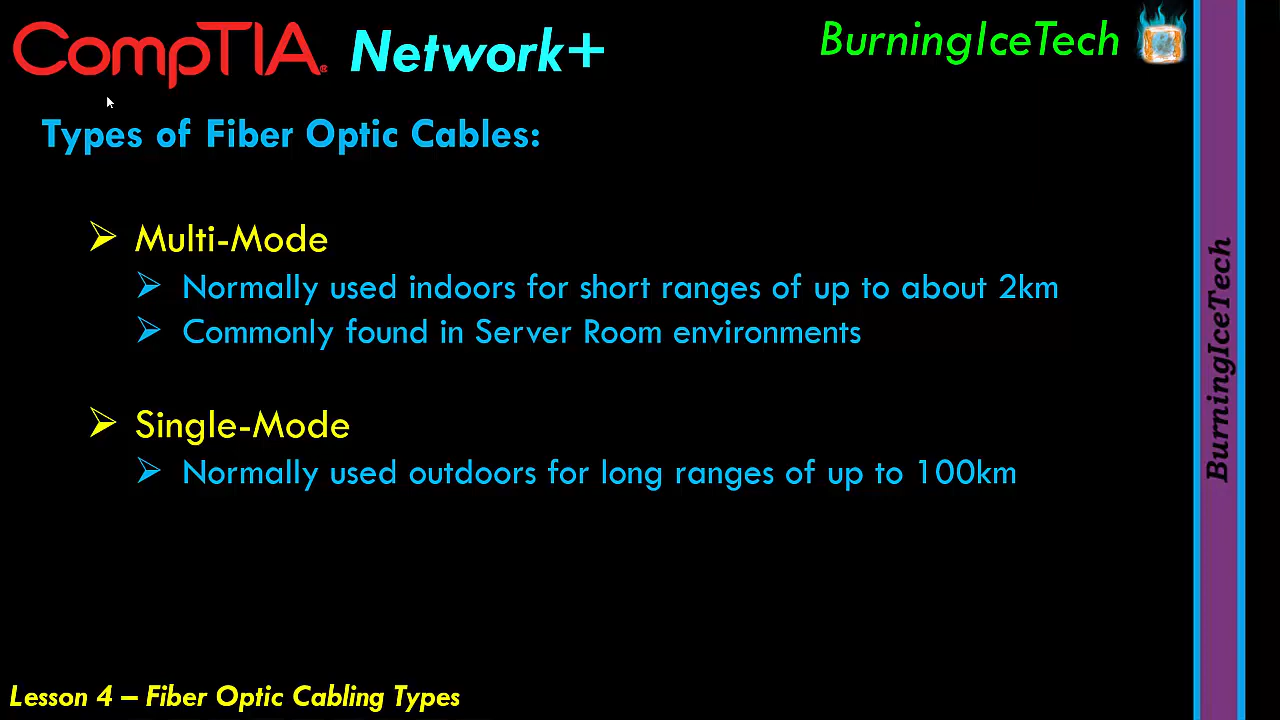 CompTIA® Network+
BurningIceTech
Types of Fiber Optic Cables:
Multi-Mode
Normally used indoors for short ranges of up to about 2km
Commonly found in Server Room environments
Single-Mode
Normally used outdoors for long ranges of up to 100km
BurningIceTech
Lesson 4 – Fiber Optic Cabling Types